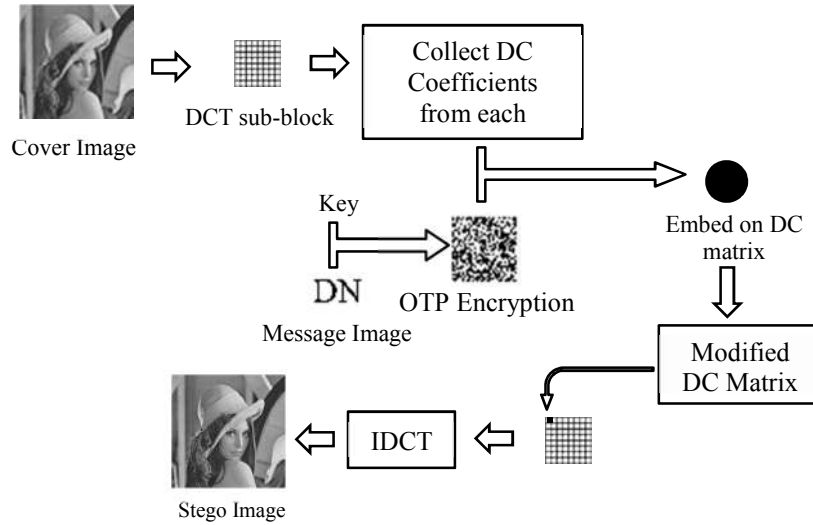 Collect DC
Coefficients
from each
DCT sub-block
Cover Image
Key
Embed on DC
matrix
DN
OTP Encryption
Message Image
Modified
DC Matrix
IDCT
Stego Image